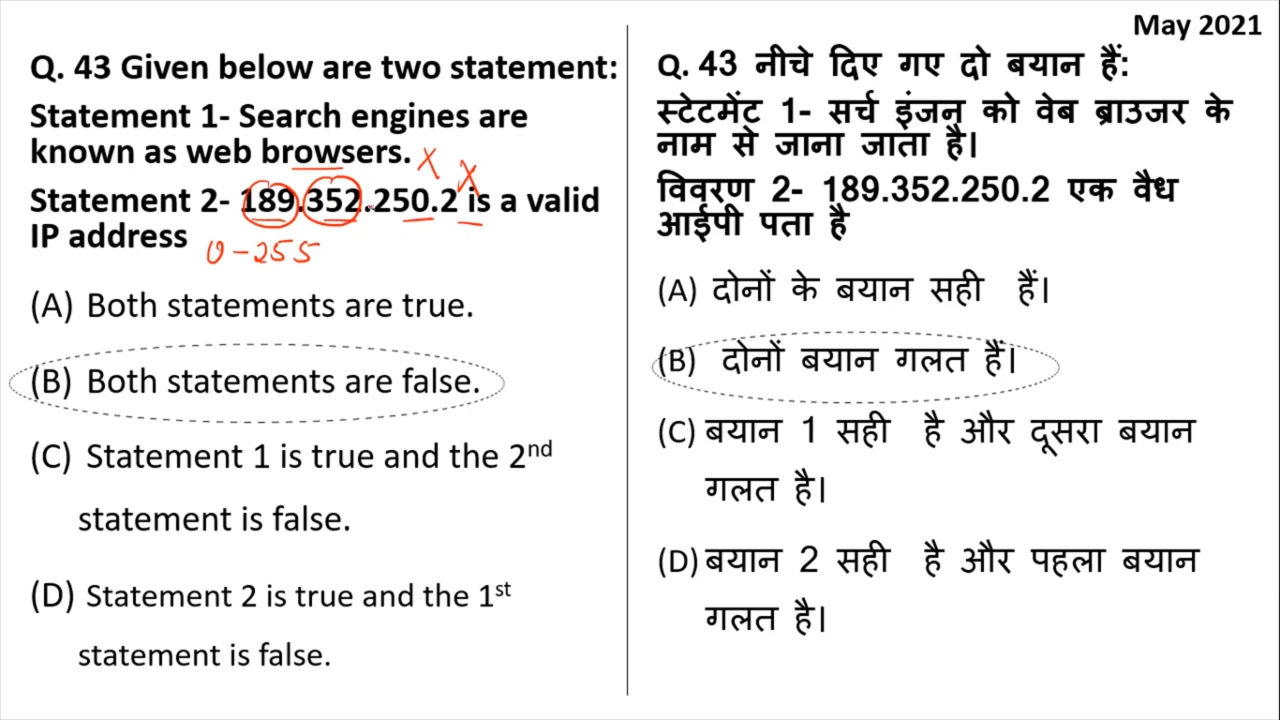 May 2021
Q. 43 Given below are two statement:
Statement 1- Search engines are
known as web browsers. x
x
Statement 2- 189.352.250.2 is a valid
IP address
0-255
(A) Both statements are true.
(B) Both statements are false.
(C) Statement 1 is true and the 2nd
statement is false.
(D) Statement 2 is true and the 1st
statement is false.
Q. 43 नीचे दिए गए दो बयान हैं:
स्टेटमेंट 1- सर्च इंजन को वेब ब्राउजर के
नाम से जाना जाता है।
विवरण 2- 189.352.250.2 एक वैध
आईपी पता है
(A) दोनों के बयान सही हैं।
(B) दोनों बयान गलत हैं।
(C) बयान 1 सही है और दूसरा बयान
गलत है।
(D) बयान 2 सही है और पहला बयान
गलत है।